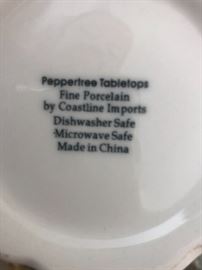 Peppertree Tabletops
Fine Porcelain
by Coastline Imports
Dishwasher Safe
Microwave Safe
Made in China